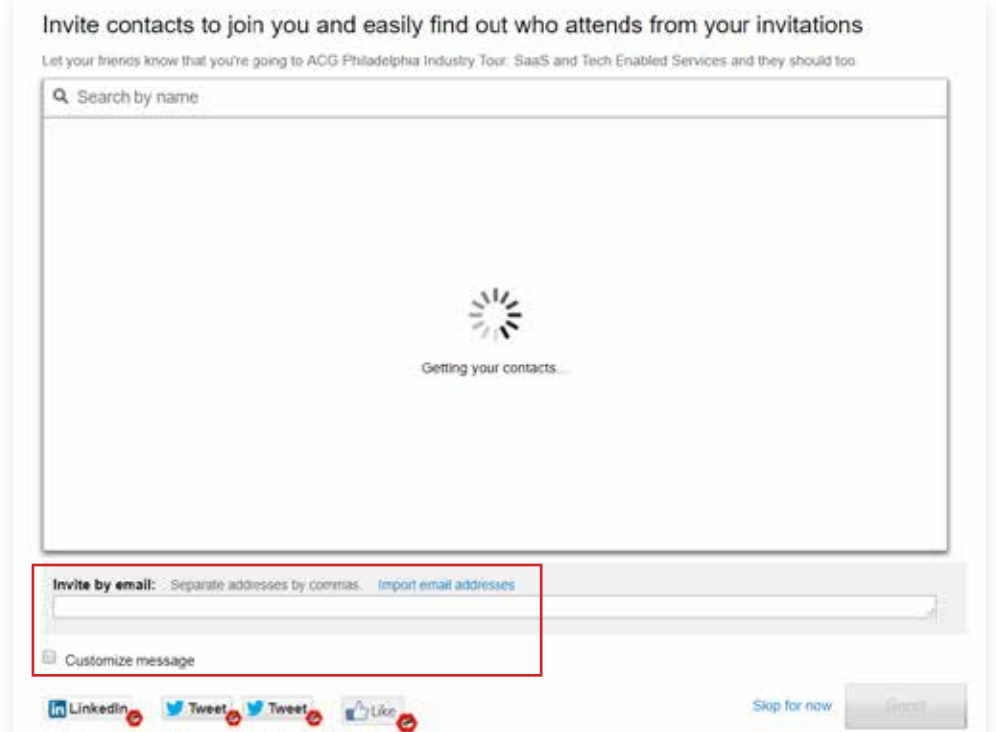 Invite contacts to join you and easily find out who attends from your invitations
Let your friends know that you're going to ACG Philadelphia Industry Tour: SaaS and Tech Enabled Services and they should too.
Search by name
Getting your contacts...
Invite by email: Separate addresses by commas. Import email addresses
Customize message
in LinkedIn Tweet Tweet Like Skip for now Send